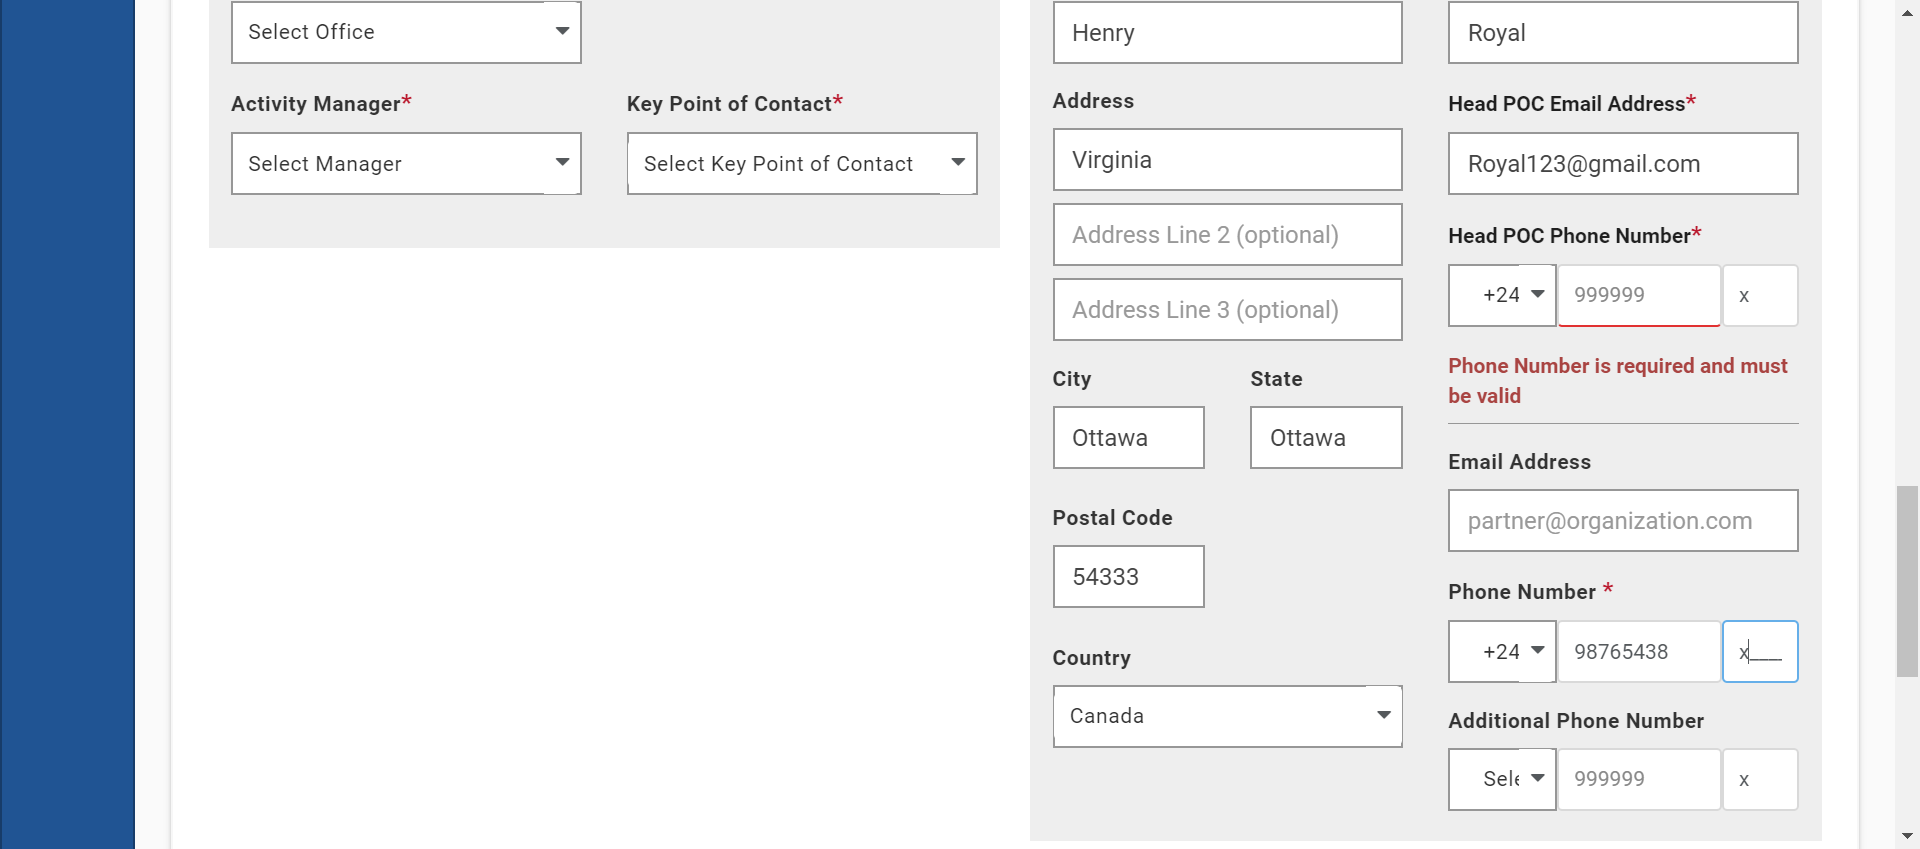 Select Office
Activity Manager*
Key Point of Contact*
Select Manager
Select Key Point of Contact
Henry
Address
Virginia
Address Line 2 (optional)
Address Line 3 (optional)
City
State
Ottawa
Ottawa
Postal Code
54333
Country
Canada
Royal
Head POC Email Address*
Royal123@gmail.com
Head POC Phone Number*
+24
999999
x
Phone Number is required and must
be valid
Email Address
partner@organization.com
Phone Number *
+24
98765438
x____
Additional Phone Number
Sele
999999
x